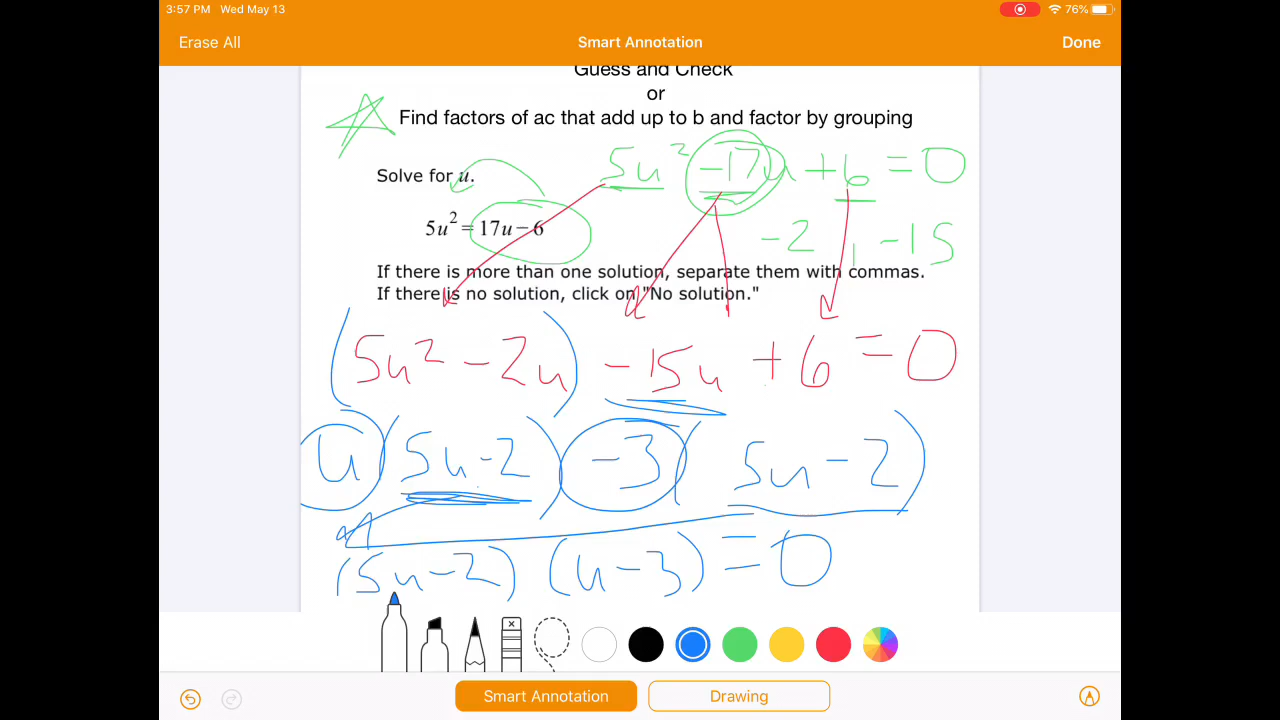 3:57 PM Wed May 13 76%
Erase All Smart Annotation Done
Guess and Check
or
Find factors of ac that add up to b and factor by grouping
5u² -17u +6 = 0
Solve for u.
5u² = 17u − 6
-2, -15
If there is more than one solution, separate them with commas.
If there is no solution, click on "No solution."
(5u² - 2u) - 15u + 6 = 0
u(5u-2) -3(5u-2)
(5u-2) (u-3) = 0
Smart Annotation Drawing